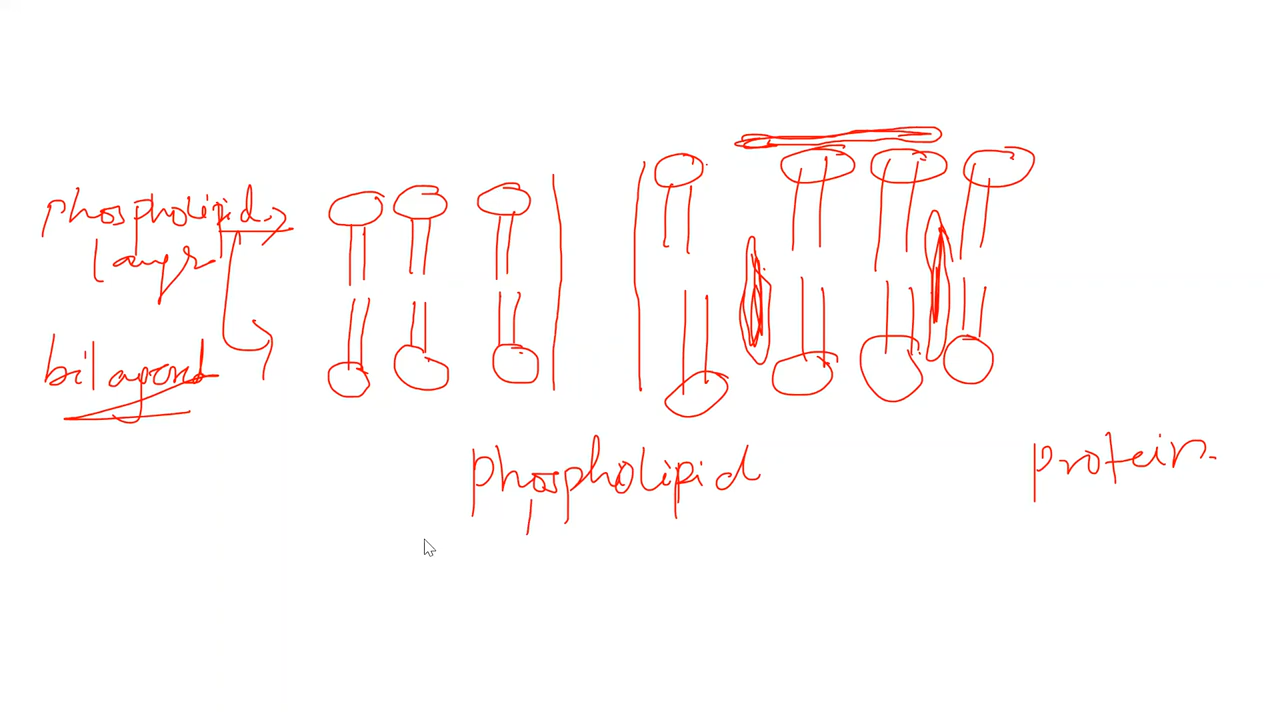 phospholipid
layer
bilayered
phospholipid
protein.